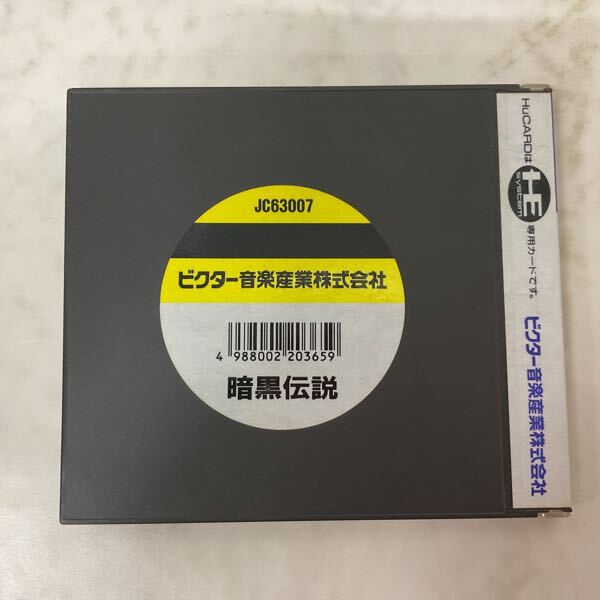 JC63007
ビクター音楽産業株式会社
4 988002 203659
暗黒伝説
HuCARDは HE SYSTEM 専用カードです。 ビクター音楽産業株式会社